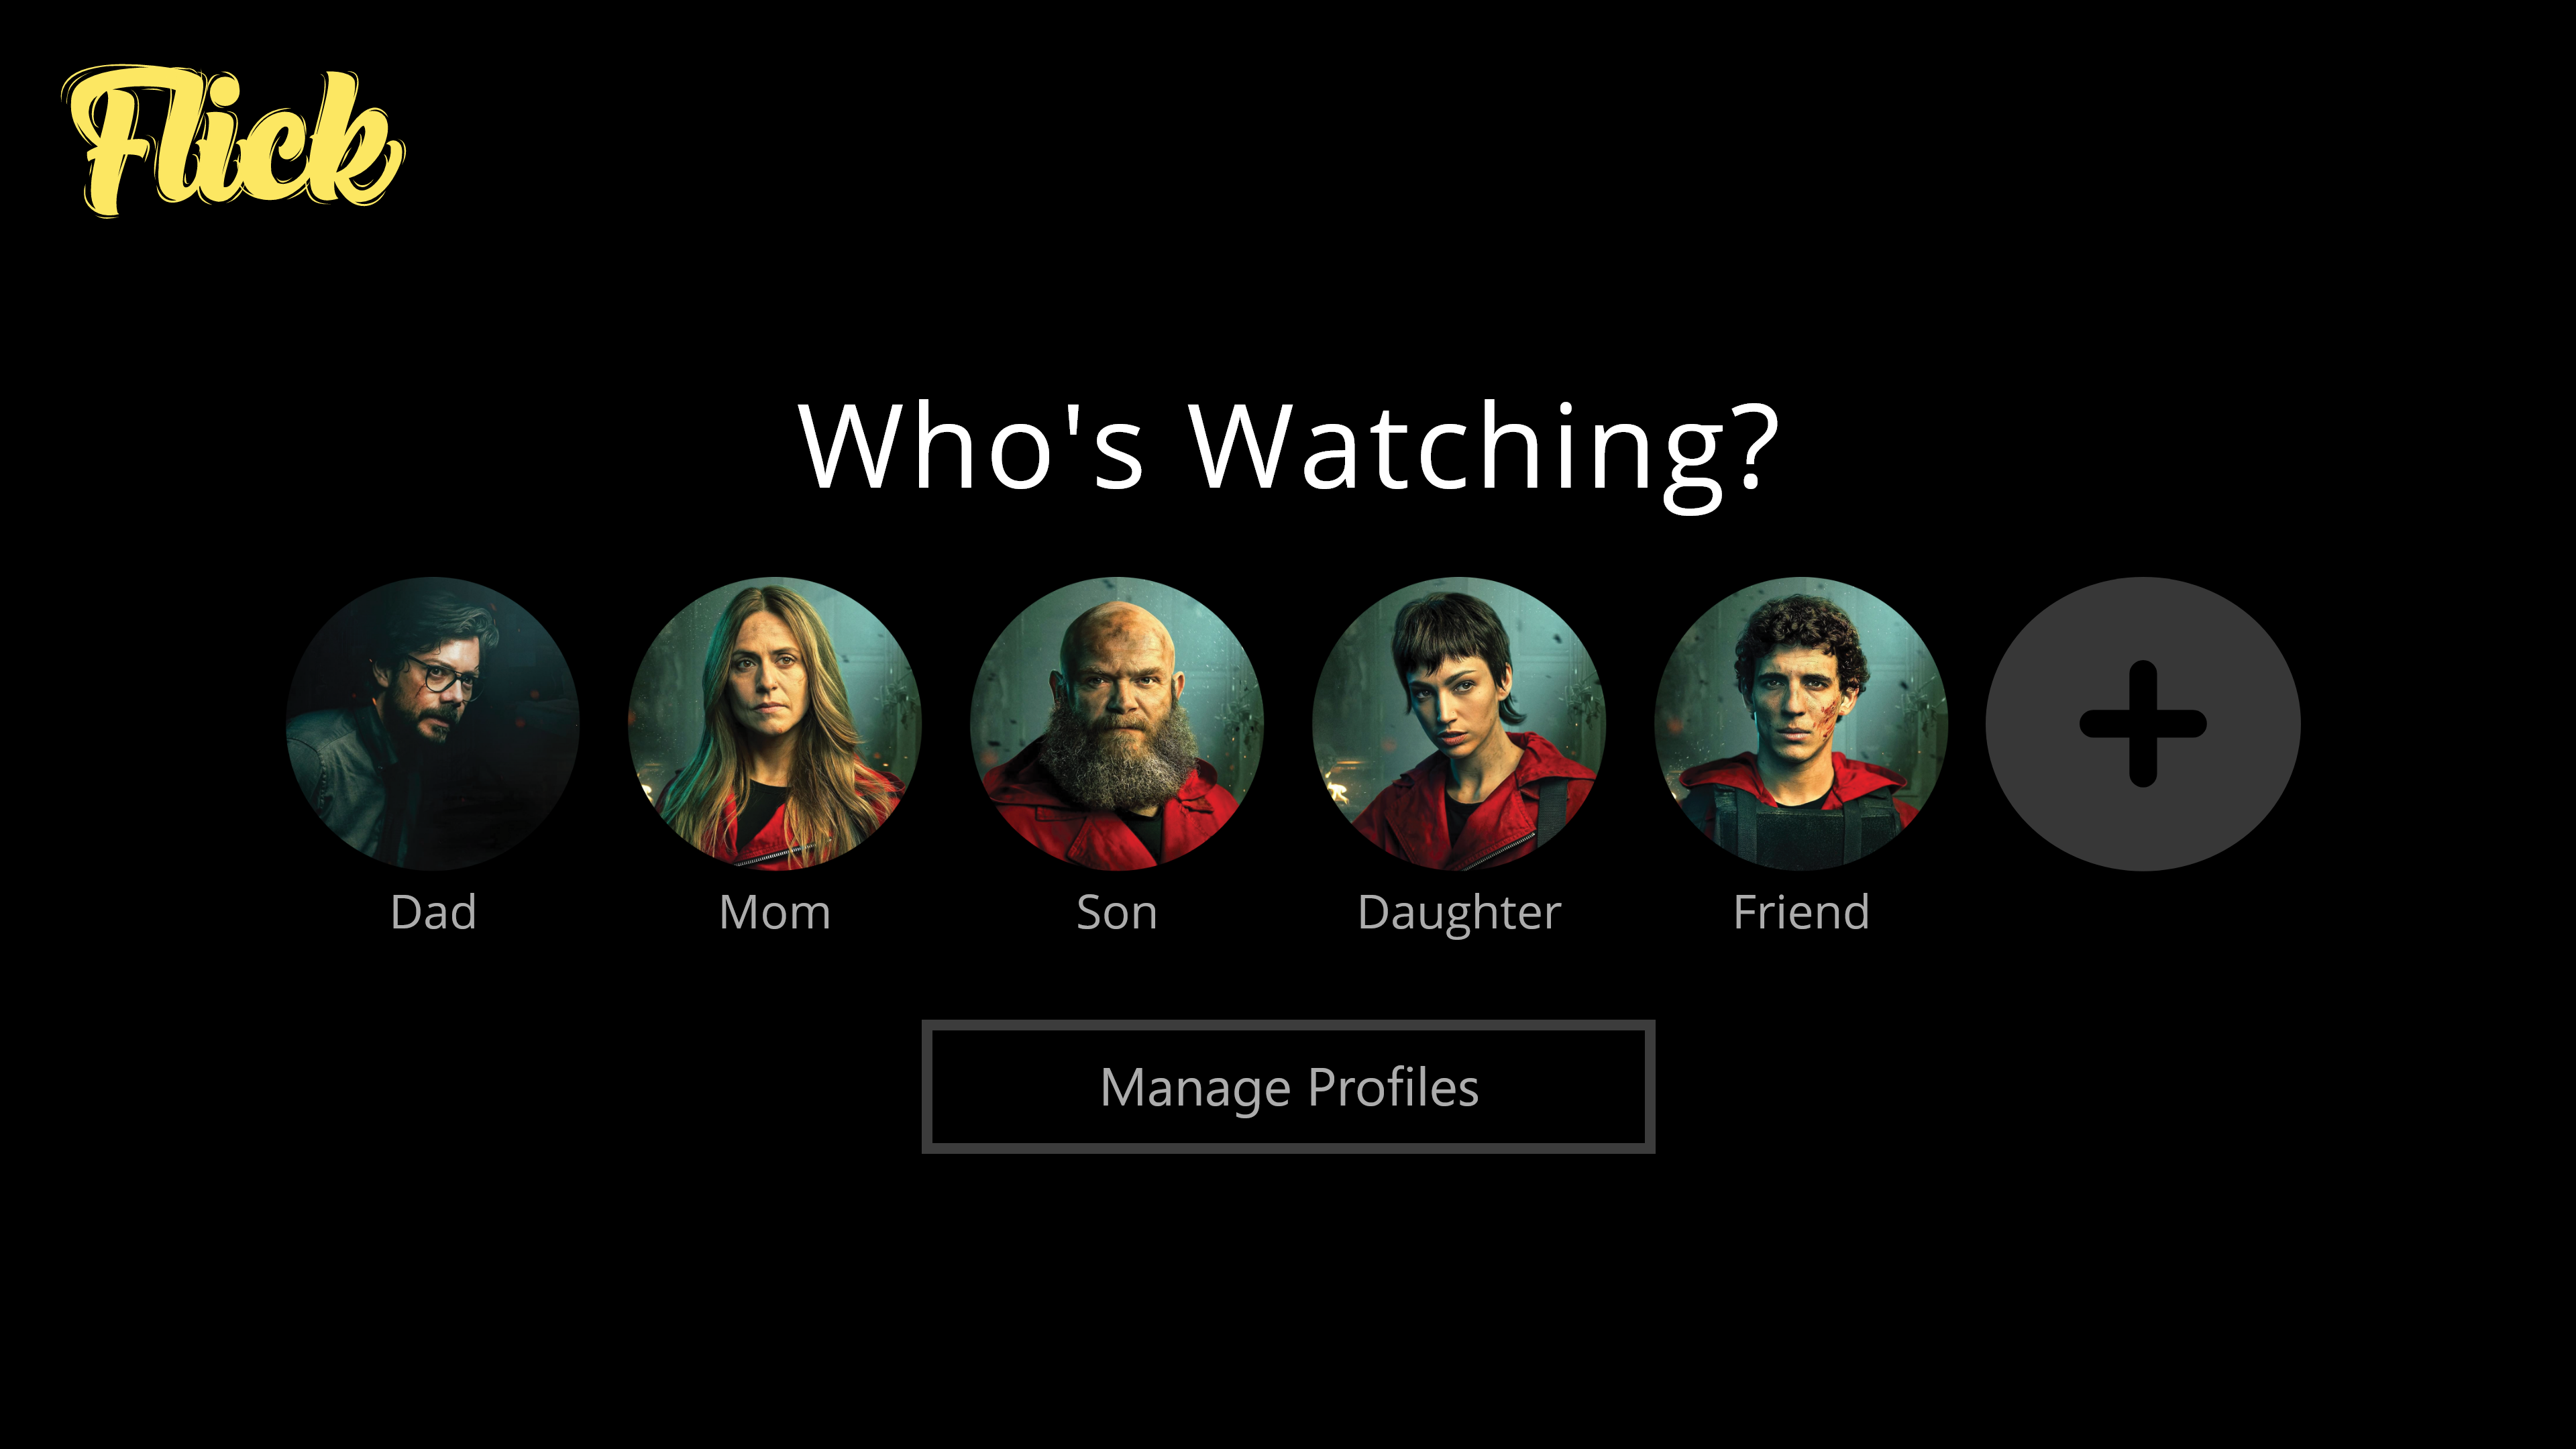 Flick
Who's Watching?
Dad
Mom
Son
Daughter
Friend
Manage Profiles